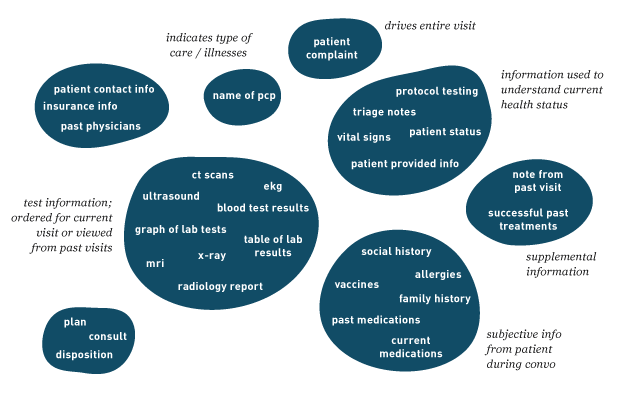 indicates type of
care / illnesses
drives entire visit
patient
complaint
patient contact info
insurance info
past physicians
name of pcp
information used to
understand current
health status
protocol testing
triage notes
patient status
vital signs
patient provided info
test information;
ordered for current
visit or viewed
from past visits
ct scans
ekg
ultrasound
blood test results
graph of lab tests
table of lab
results
x-ray
mri
radiology report
note from
past visit
successful past
treatments
supplemental
information
social history
allergies
vaccines
family history
past medications
current
medications
subjective info
from patient
during convo
plan
consult
disposition